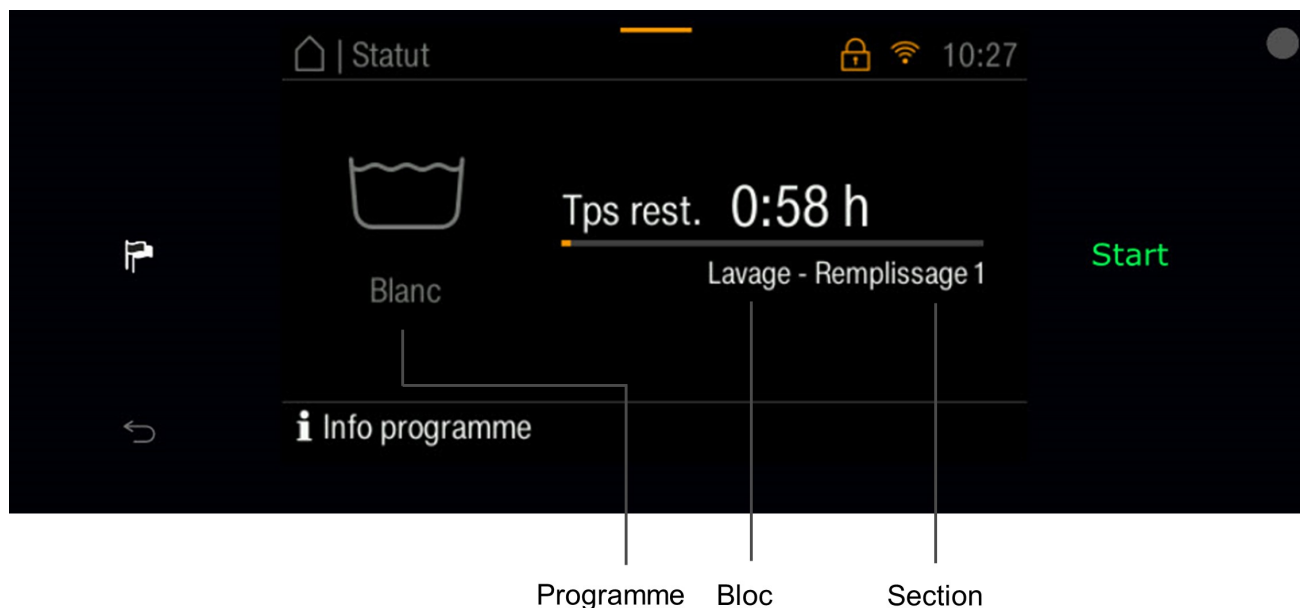 | Statut
10:27
Tps rest. 0:58 h
Lavage - Remplissage 1
Blanc
Start
i Info programme
Programme Bloc Section